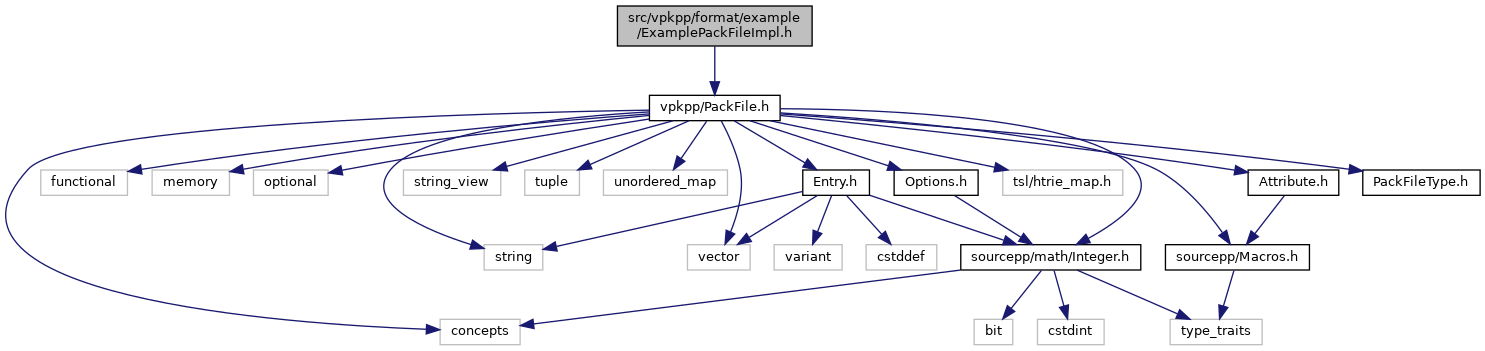 src/vpkpp/format/example
/ExamplePackFileImpl.h
vpkpp/PackFile.h
functional
memory
optional
string_view
tuple
unordered_map
Entry.h
Options.h
tsl/htrie_map.h
Attribute.h
PackFileType.h
string
vector
variant
cstddef
sourcepp/math/Integer.h
sourcepp/Macros.h
concepts
bit
cstdint
type_traits